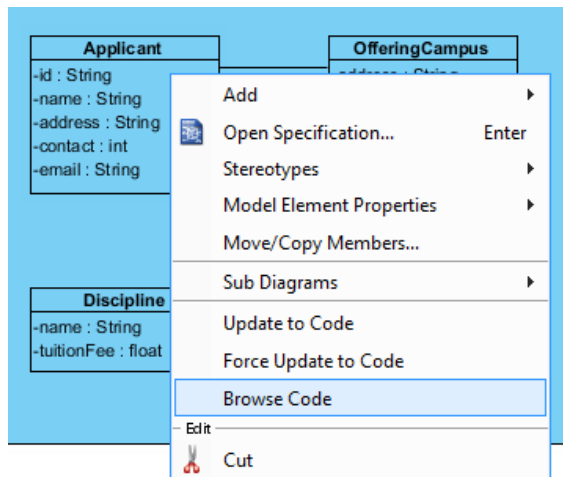 Applicant
-id : String
-name : String
-address : String
-contact : int
-email : String
OfferingCampus
Discipline
-name : String
-tuitionFee : float
Add
Open Specification... Enter
Stereotypes
Model Element Properties
Move/Copy Members...
Sub Diagrams
Update to Code
Force Update to Code
Browse Code
Edit
Cut